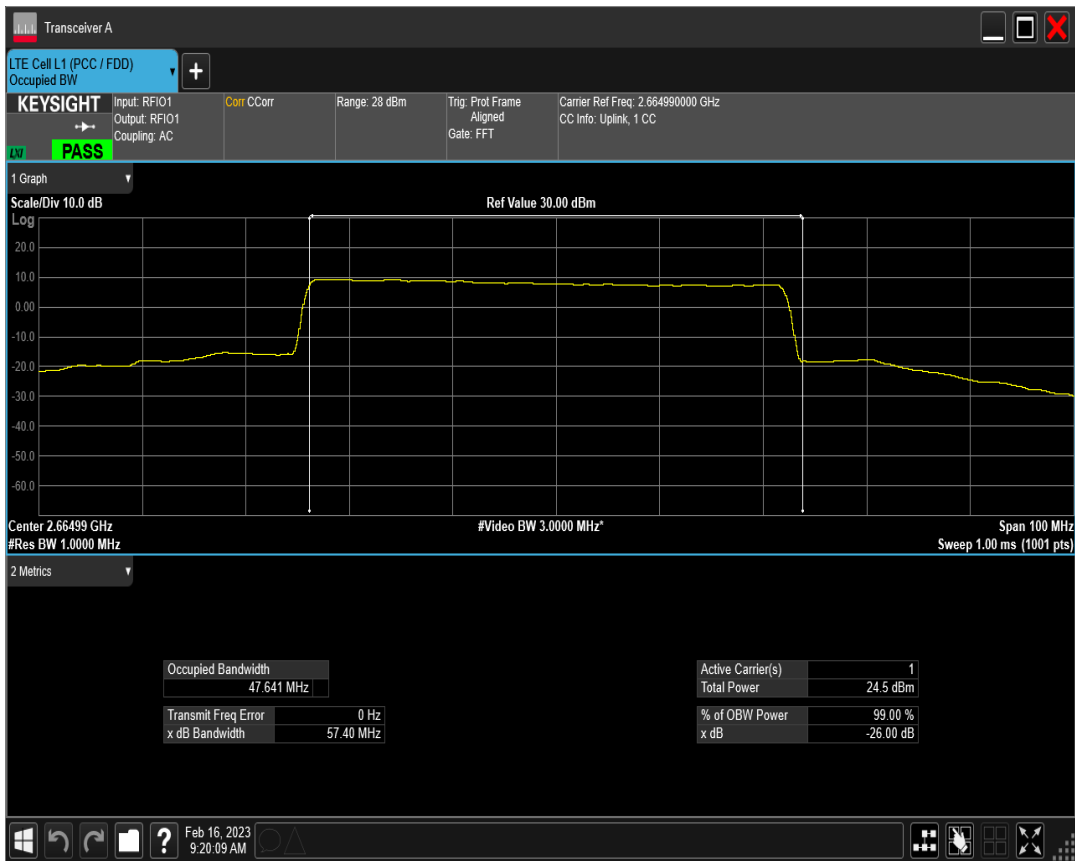 Transceiver A
LTE Cell L1 (PCC / FDD)
Occupied BW
+
KEYSIGHT
LXI
PASS
Input: RFIO1
Output: RFIO1
Coupling: AC
Corr CCorr
Range: 28 dBm
Trig: Prot Frame
Aligned
Gate: FFT
Carrier Ref Freq: 2.664990000 GHz
CC Info: Uplink, 1 CC
1 Graph
Scale/Div 10.0 dB
Ref Value 30.00 dBm
Log
20.0
10.0
0.00
-10.0
-20.0
-30.0
-40.0
-50.0
-60.0
Center 2.66499 GHz
#Video BW 3.0000 MHz*
Span 100 MHz
#Res BW 1.0000 MHz
Sweep 1.00 ms (1001 pts)
2 Metrics
Occupied Bandwidth
47.641 MHz
Transmit Freq Error 0 Hz
x dB Bandwidth 57.40 MHz
Active Carrier(s) 1
Total Power 24.5 dBm
% of OBW Power 99.00 %
x dB -26.00 dB
?
Feb 16, 2023
9:20:09 AM